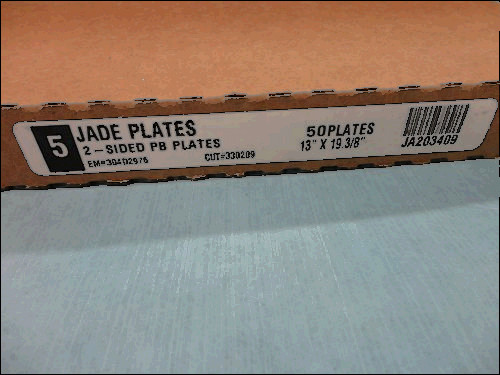 5
JADE PLATES
2-SIDED PB PLATES
EM#304D2976 CUT#330209
50PLATES
13" X 19.3/8"
JA203409